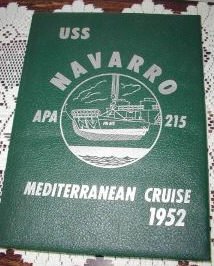 USS
NAVARRO
APA 215
MEDITERRANEAN CRUISE
1952